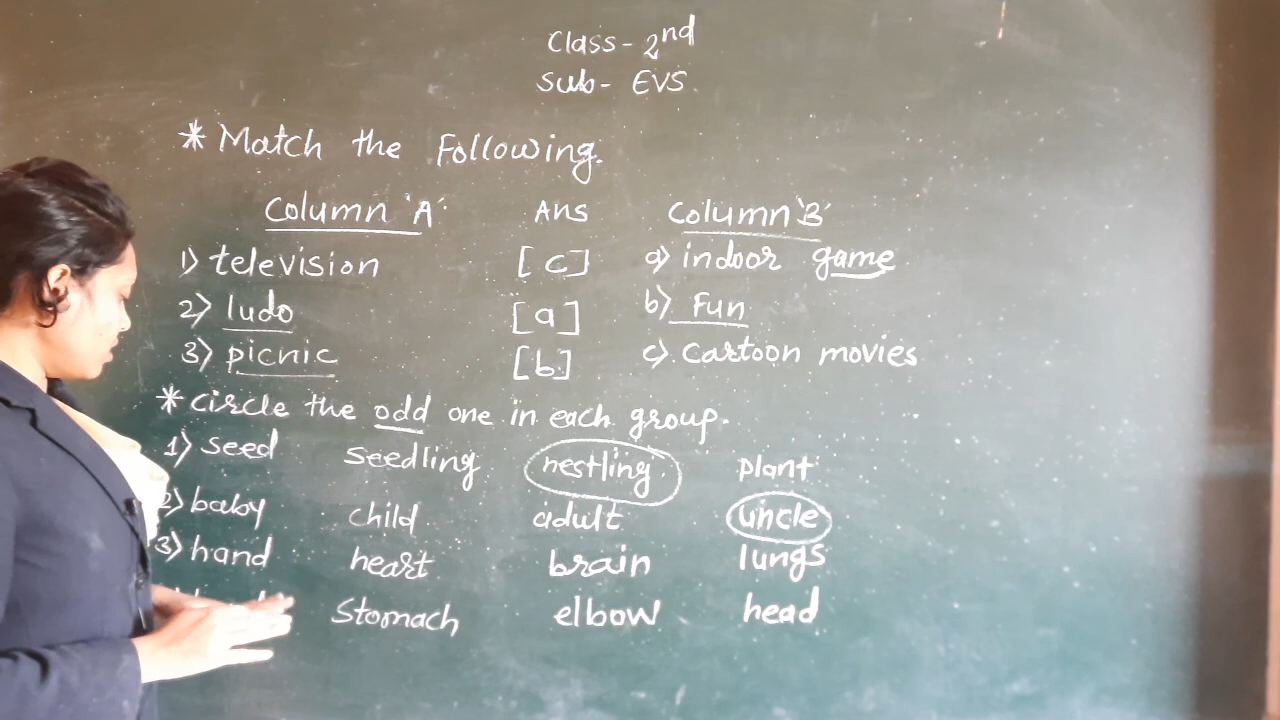 Class - 2nd
Sub - EVS
* Match the Following.
Column 'A' Ans Column 'B'
1) television [c] a) indoor game
2) ludo [a] b) Fun
3) picnic [b] c) cartoon movies
* circle the odd one in each group.
1) seed seedling nestling plant
2) baby child adult uncle
3) hand heart brain lungs
stomach elbow head